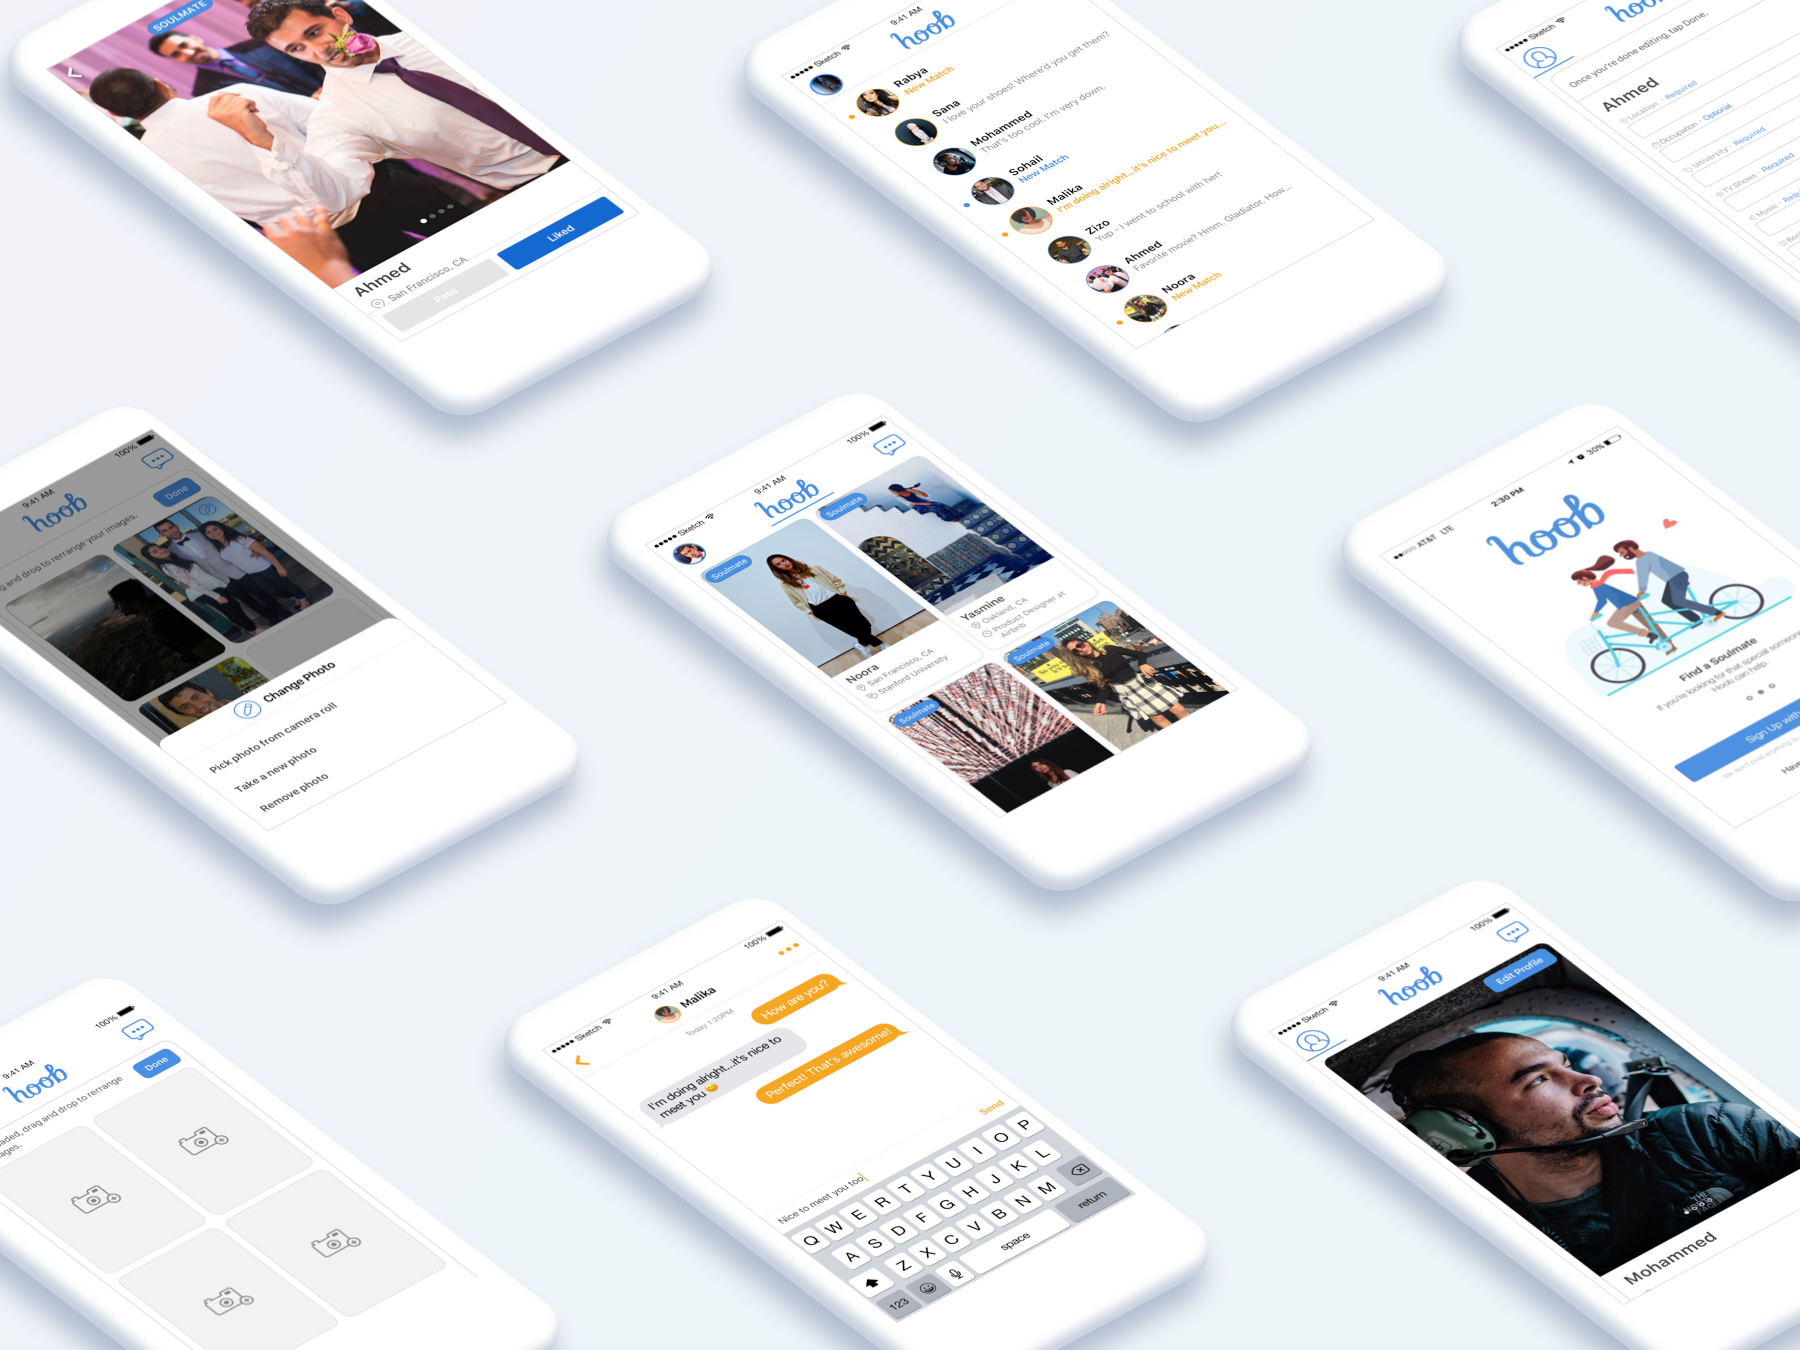 SOULMATE
Ahmed
San Francisco, CA
Pass
Liked
Sketch
9:41 AM
hoob
Rabya
New Match
Sana
I love your shoes! Where'd you get them?
Mohammed
That's too cool. I'm very down.
Sohail
New Match
Malika
I'm doing alright...it's nice to meet you...
Zizo
Yup - I went to school with her!
Ahmed
Favorite movie? Hmm. Gladiator. How...
Noora
New Match
Sketch
hoob
Once you're done editing, tap Done.
Ahmed
Location - Required
Occupation - Optional
University - Required
TV Shows - Required
Music -
9:41 AM
100%
hoob
Done
and drop to rearrange your images.
Change Photo
Pick photo from camera roll
Take a new photo
Remove photo
Sketch
9:41 AM
100%
hoob
Soulmate
Noora
San Francisco, CA
Stanford University
Soulmate
Yasmine
Oakland, CA
Product Designer at
Airbnb
Soulmate
Soulmate
AT&T LTE
2:30 PM
30%
hoob
Find a Soulmate
If you're looking for that special someone
Hoob can help.
Sign Up with
We don't post anything to
Have
9:41 AM
100%
hoob
Done
drag and drop to rearrange
Sketch
9:41 AM
100%
Malika
Today 1:20PM
How are you?
I'm doing alright...it's nice to
meet you 😀
Perfect! That's awesome!
Nice to meet you too
Send
Q W E R T Y U I O P
A S D F G H J K L
Z X C V B N M
123
space
return
Sketch
9:41 AM
100%
hoob
Edit Profile
THE
NORTH
FACE
Mohammed